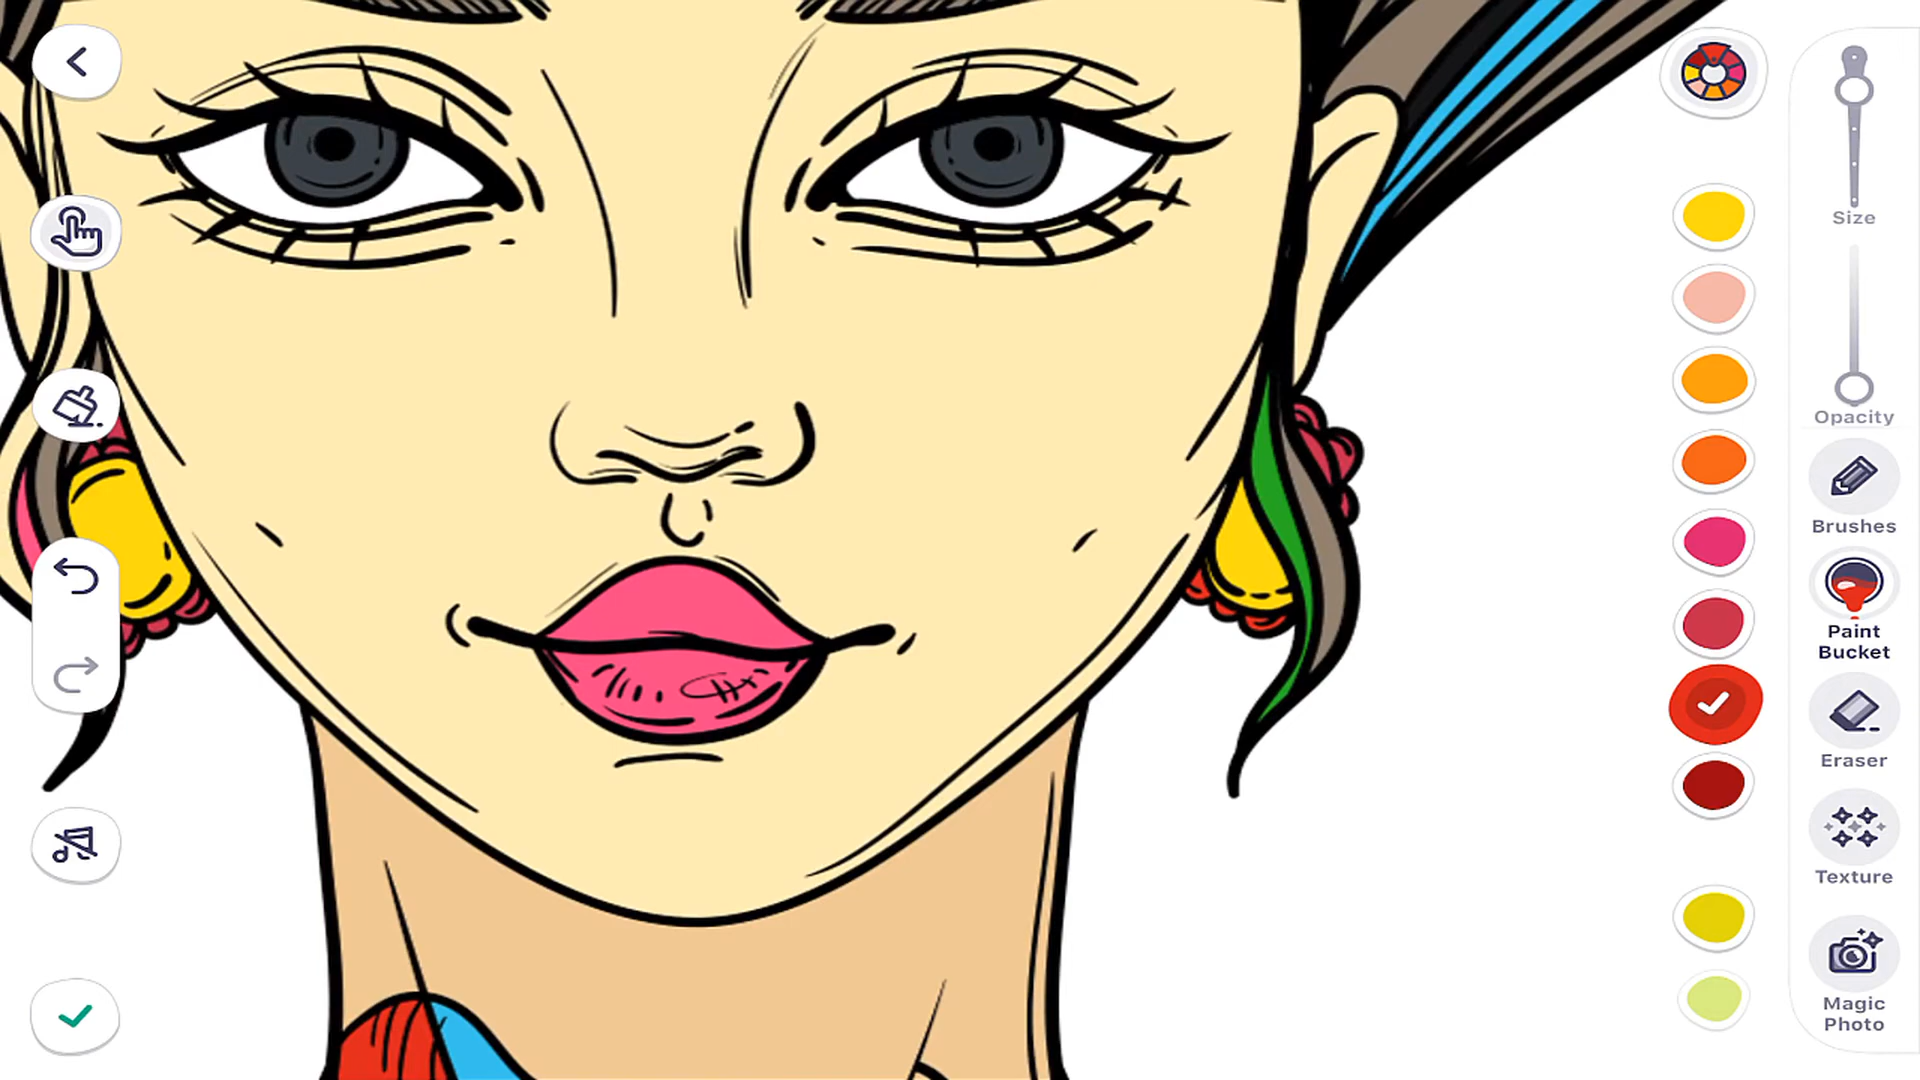 Size
Opacity
Brushes
Paint
Bucket
Eraser
Texture
Magic
Photo